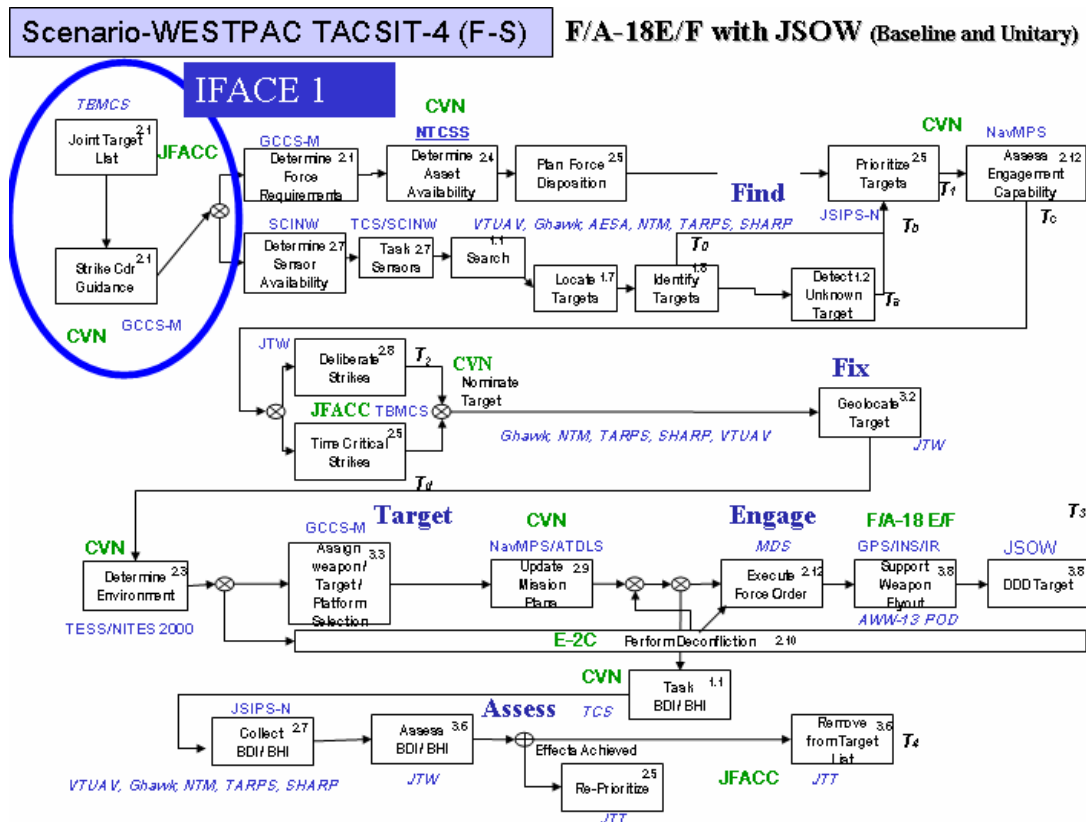 Scenario-WESTPAC TACSIT-4 (F-S)
F/A-18E/F with JSOW (Baseline and Unitary)
IFACE 1
TBMCS
Joint Target 2.1
List
JFACC
Strike Cdr 2.1
Guidance
CVN
GCCS-M
GCCS-M
Determine 2.1
Force
Requirements
CVN
NTCSS
Determine 2.4
Asset
Availability
Plan Force 2.5
Disposition
Find
Prioritize 2.5
Targets
JSIPS-N
T1
CVN
NavMPS
Assess 2.12
Engagement
Capability
Tc
SCINW
Determine 2.7
Sensor
Availability
TCS/SCINW
Task 2.7
Sensors
VTUAV, Ghawk, AESA, NTM, TARPS, SHARP
1.1
Search
Locate 1.7
Targets
T0
Identify 1.8
Targets
Detect 1.2
Unknown
Target
Tb
Ta
JTW
Deliberate 2.8
Strikes
T2
CVN
Nominate
Target
JFACC TBMCS
Time Critical 2.5
Strikes
Td
Ghawk, NTM, TARPS, SHARP, VTUAV
Fix
Geolocate 3.2
Target
JTW
Target
CVN
Engage
F/A-18 E/F
T3
CVN
Determine 2.3
Environment
TESS/NITES 2000
GCCS-M
Assign
weapon/ 3.3
Target/
Platform
Selection
NavMPS/ATDLS
Update
Mission 2.9
Plans
MDS
Execute 2.12
Force Order
GPS/INS/IR
Support 3.8
Weapon
Flyout
AWW-13 POD
JSOW
3.8
DDD Target
E-2C Perform Deconfliction 2.10
CVN
Task 1.1
BDI/BHI
TCS
Assess
JSIPS-N
Collect 2.7
BDI/BHI
VTUAV, Ghawk, NTM, TARPS, SHARP
Assess 3.6
BDI/BHI
JTW
Effects Achieved
Re-Prioritize 2.5
JTT
JFACC
Remove 3.6
from Target
List
JTT
T4